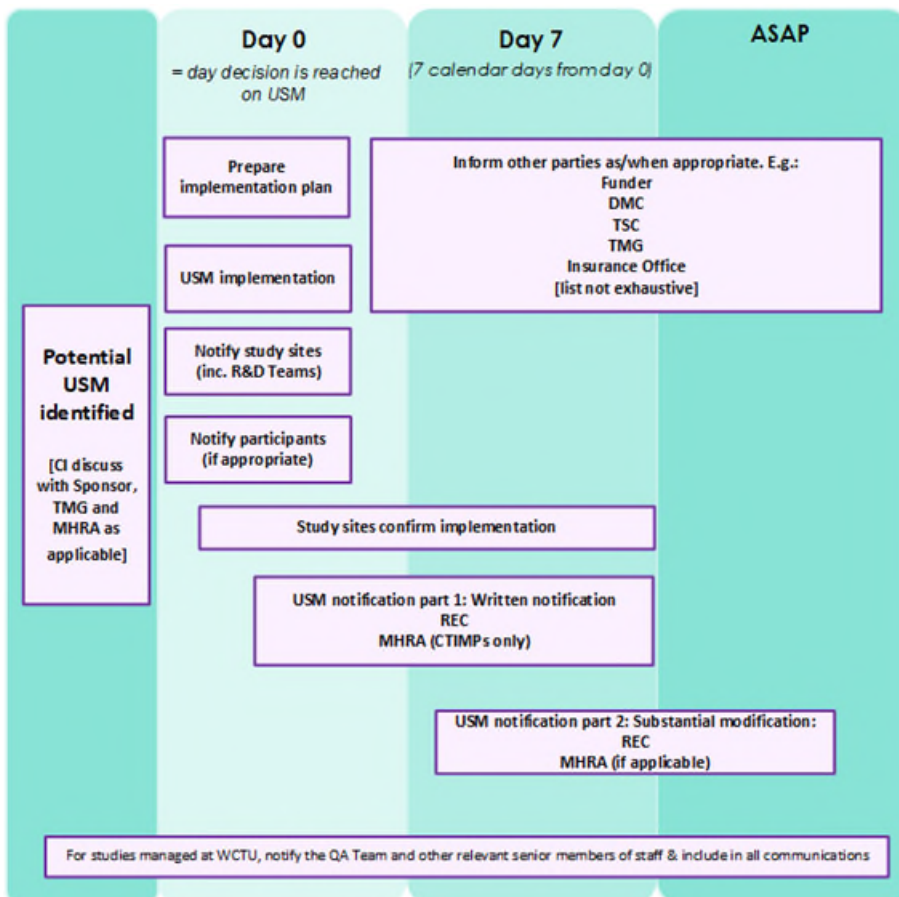 Day 0
= day decision is reached
on USM
Day 7
(7 calendar days from day 0)
ASAP
Prepare
implementation plan
Inform other parties as/when appropriate. E.g.:
Funder
DMC
TSC
TMG
Insurance Office
[list not exhaustive]
USM implementation
Potential
USM
identified
[CI discuss
with Sponsor,
TMG and
MHRA as
applicable]
Notify study sites
(inc. R&D Teams)
Notify participants
(if appropriate)
Study sites confirm implementation
USM notification part 1: Written notification
REC
MHRA (CTIMPs only)
USM notification part 2: Substantial modification:
REC
MHRA (if applicable)
For studies managed at WCTU, notify the QA Team and other relevant senior members of staff & include in all communications